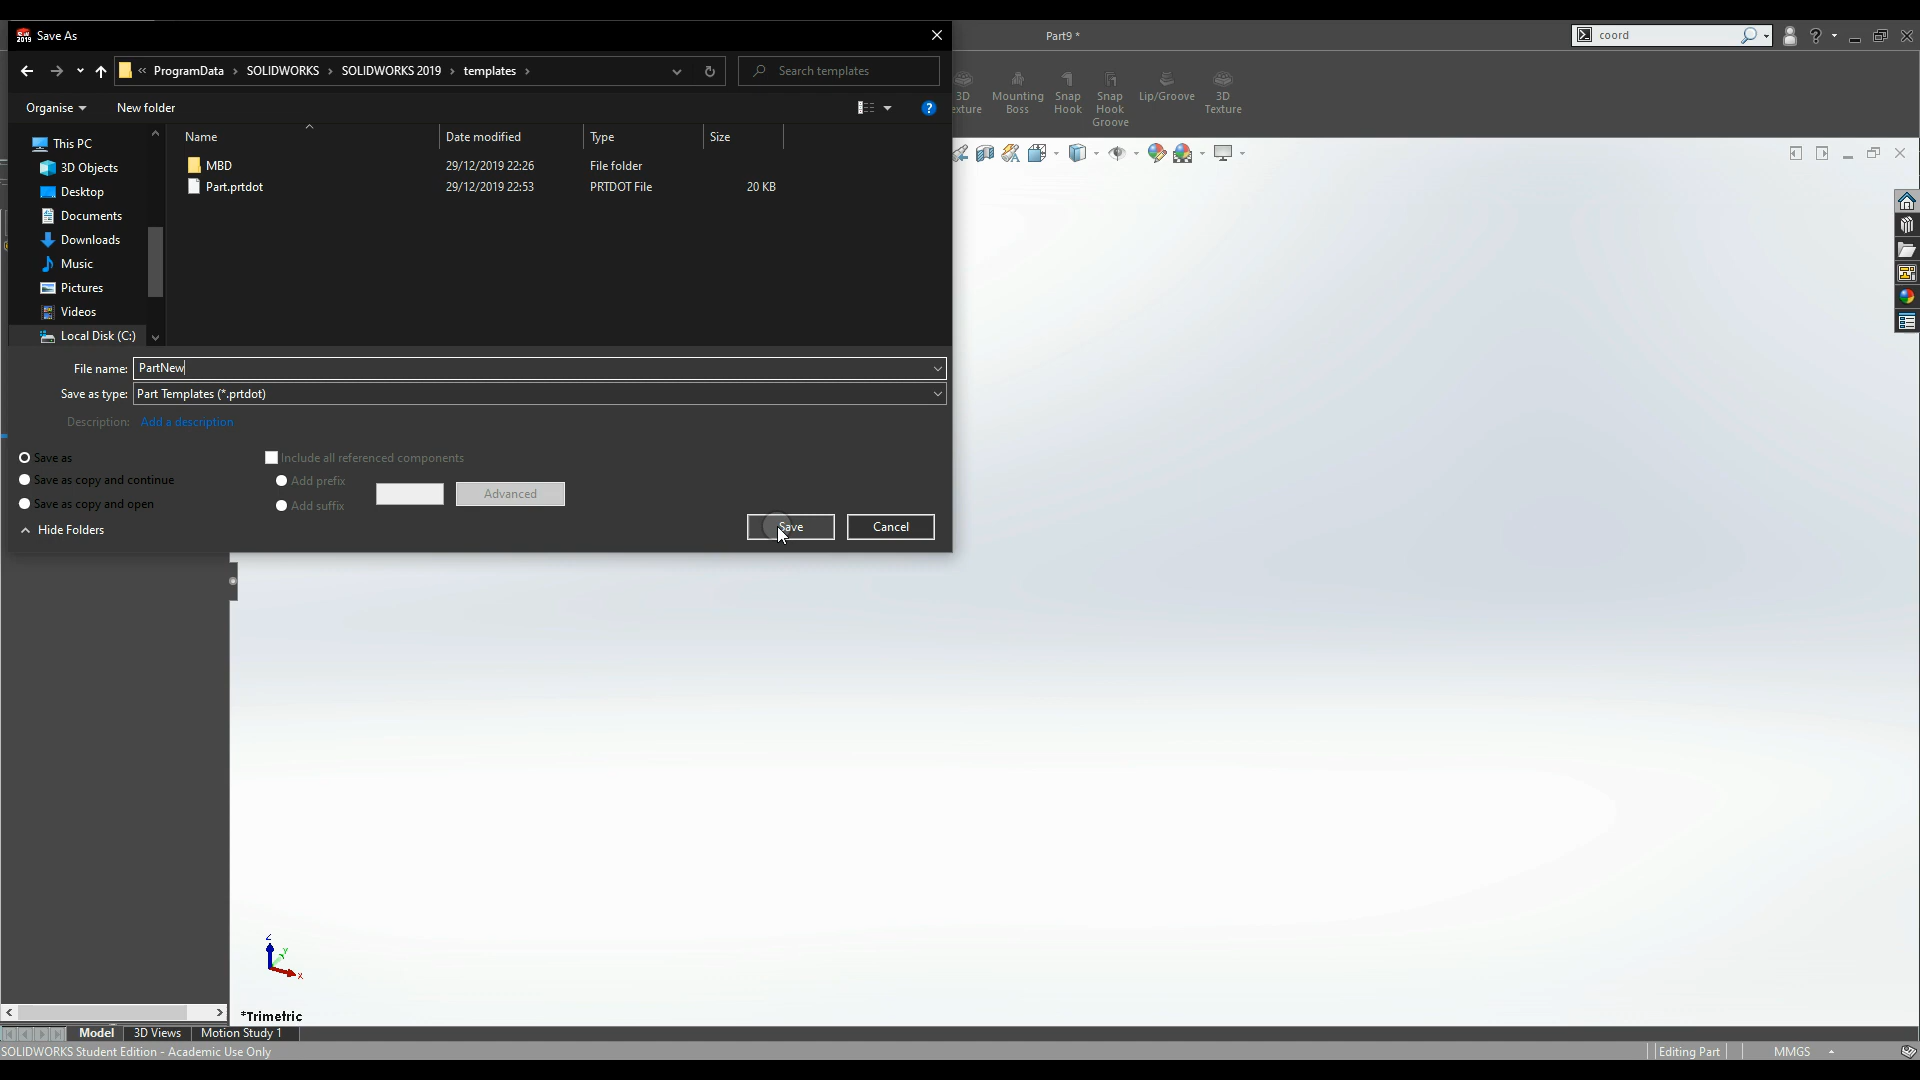 Save As
Part9 *
coord
« ProgramData › SOLIDWORKS › SOLIDWORKS 2019 › templates ›
Search templates
Organise
New folder
3D
Mounting Boss
Snap Hook
Snap Hook Groove
Lip/Groove
3D Texture
Name
Date modified
Type
Size
MBD 29/12/2019 22:26 File folder
Part.prtdot 29/12/2019 22:53 PRTDOT File 20 KB
This PC
3D Objects
Desktop
Documents
Downloads
Music
Pictures
Videos
Local Disk (C:)
File name: PartNew
Save as type: Part Templates (*.prtdot)
Description: Add a description
Save as
Save as copy and continue
Save as copy and open
Include all referenced components
Add prefix
Add suffix
Advanced
Hide Folders
Save
Cancel
Z
Y
X
*Trimetric
Model
3D Views
Motion Study 1
SOLIDWORKS Student Edition - Academic Use Only
Editing Part
MMGS